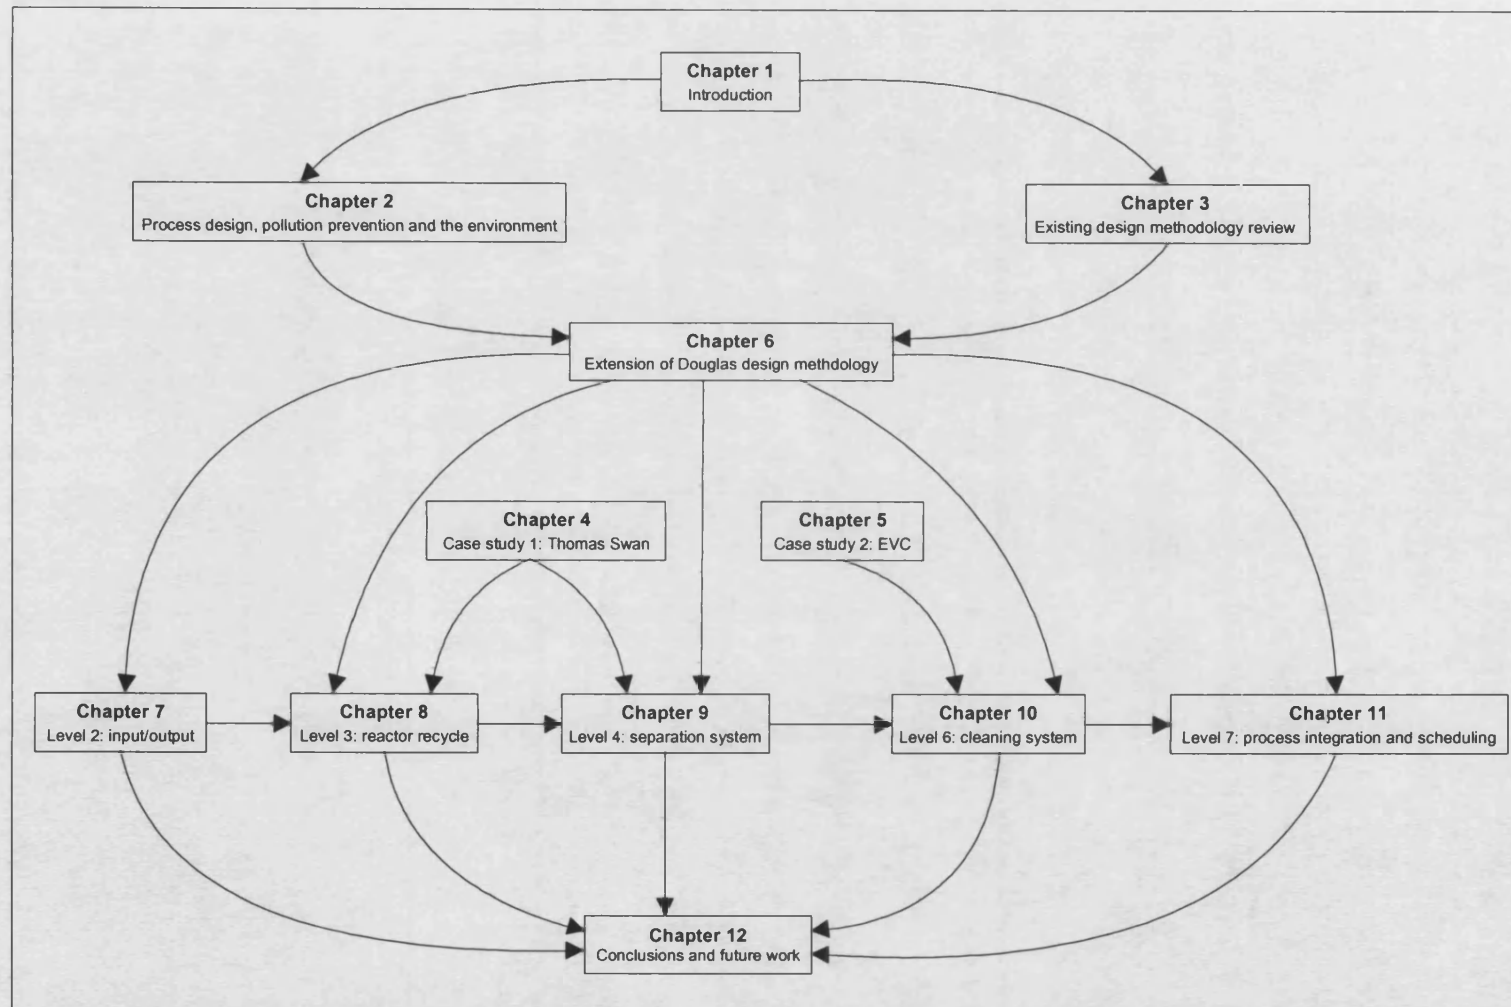 Chapter 1
Introduction
Chapter 2
Process design, pollution prevention and the environment
Chapter 3
Existing design methodology review
Chapter 6
Extension of Douglas design methdology
Chapter 4
Case study 1: Thomas Swan
Chapter 5
Case study 2: EVC
Chapter 7
Level 2: input/output
Chapter 8
Level 3: reactor recycle
Chapter 9
Level 4: separation system
Chapter 10
Level 6: cleaning system
Chapter 11
Level 7: process integration and scheduling
Chapter 12
Conclusions and future work